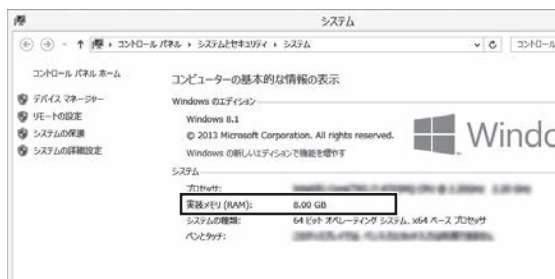 システム
コントロール パネル ▸ システムとセキュリティ ▸ システム
コントロール
コントロール パネル ホーム
デバイス マネージャー
リモートの設定
システムの保護
システムの詳細設定
コンピューターの基本的な情報の表示
Windows のエディション
Windows 8.1
© 2013 Microsoft Corporation. All rights reserved.
Windows の新しいエディションで機能を増やす
Windo
システム
プロセッサ:
実装メモリ (RAM): 8.00 GB
システムの種類: 64 ビット オペレーティング システム、x64 ベース プロセッサ
ペンとタッチ: